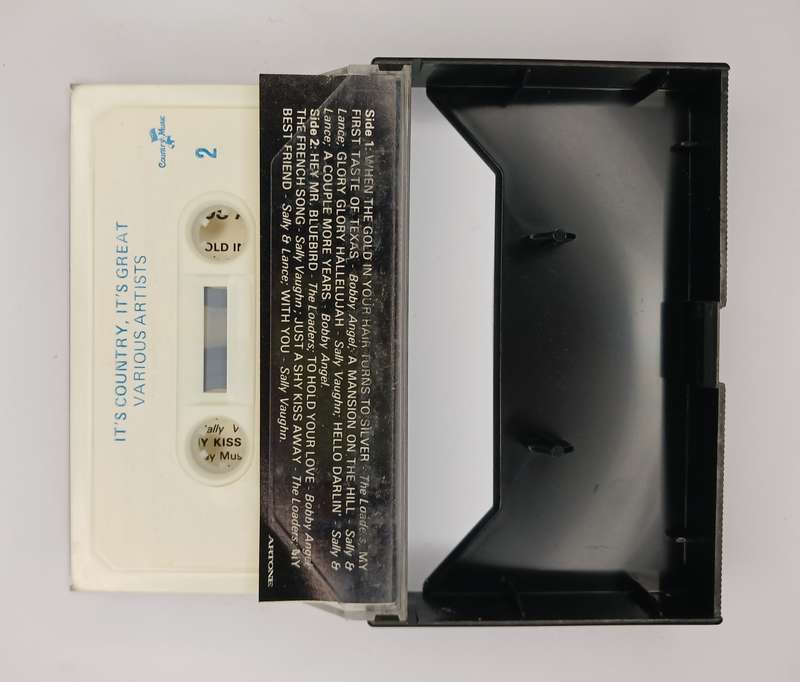 Country Music
2
IT'S COUNTRY, IT'S GREAT
VARIOUS ARTISTS
OLD IN
ally V
Y KISS
ay Mus
Side 1: WHEN THE GOLD IN YOUR HAIR TURNS TO SILVER - The Loaders; MY
FIRST TASTE OF TEXAS - Bobby Angel; A MANSION ON THE HILL - Sally &
Lance; GLORY GLORY HALLELUJAH - Sally Vaughn; HELLO DARLIN' - Sally &
Lance; A COUPLE MORE YEARS - Bobby Angel.
Side 2: HEY MR. BLUEBIRD - The Loaders; TO HOLD YOUR LOVE - Bobby Angel;
THE FRENCH SONG - Sally Vaughn; JUST A SHY KISS AWAY - The Loaders; MY
BEST FRIEND - Sally & Lance; WITH YOU - Sally Vaughn.
ARTONE